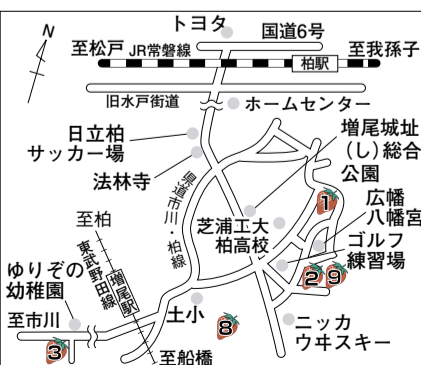 N
トヨタ
国道6号
至松戸
JR常磐線
柏駅
至我孫子
旧水戸街道
ホームセンター
日立柏
サッカー場
法林寺
増尾城址
(し)総合
公園
県道市川・柏線
芝浦工大
柏高校
1
広幡
八幡宮
ゴルフ
練習場
2
9
至柏
東武野田線
増尾駅
ゆりぞの
幼稚園
至市川
3
土小
8
ニッカ
ウヰスキー
至船橋